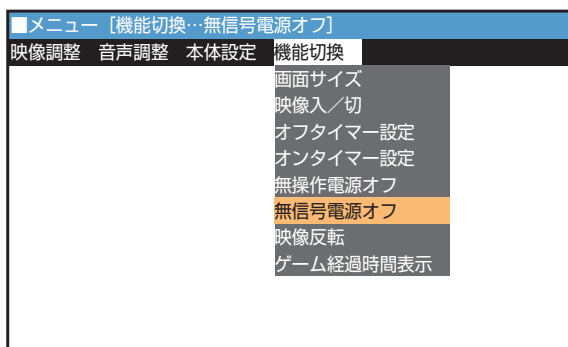 ■メニュー [機能切換…無信号電源オフ]
映像調整 音声調整 本体設定 機能切換
画面サイズ
映像入／切
オフタイマー設定
オンタイマー設定
無操作電源オフ
無信号電源オフ
映像反転
ゲーム経過時間表示